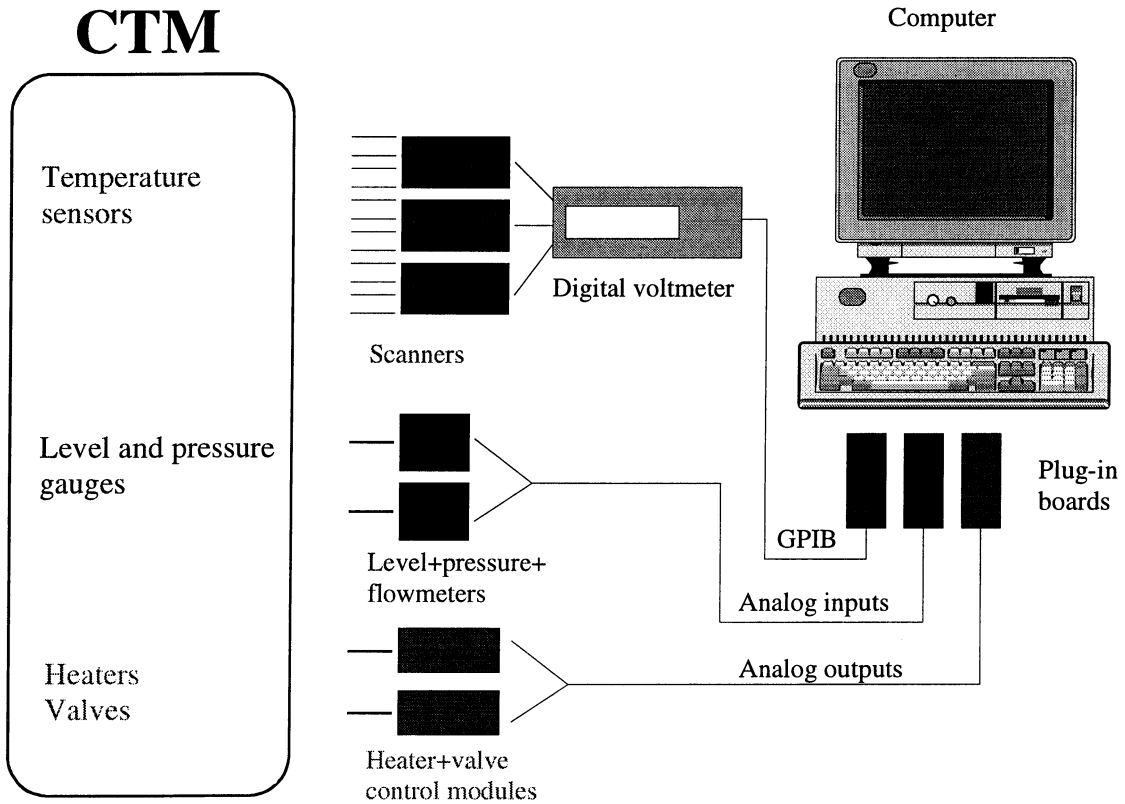 CTM
Computer
Temperature
sensors
Digital voltmeter
Scanners
Level and pressure
gauges
Plug-in
boards
GPIB
Level+pressure+
flowmeters
Analog inputs
Analog outputs
Heaters
Valves
Heater+valve
control modules